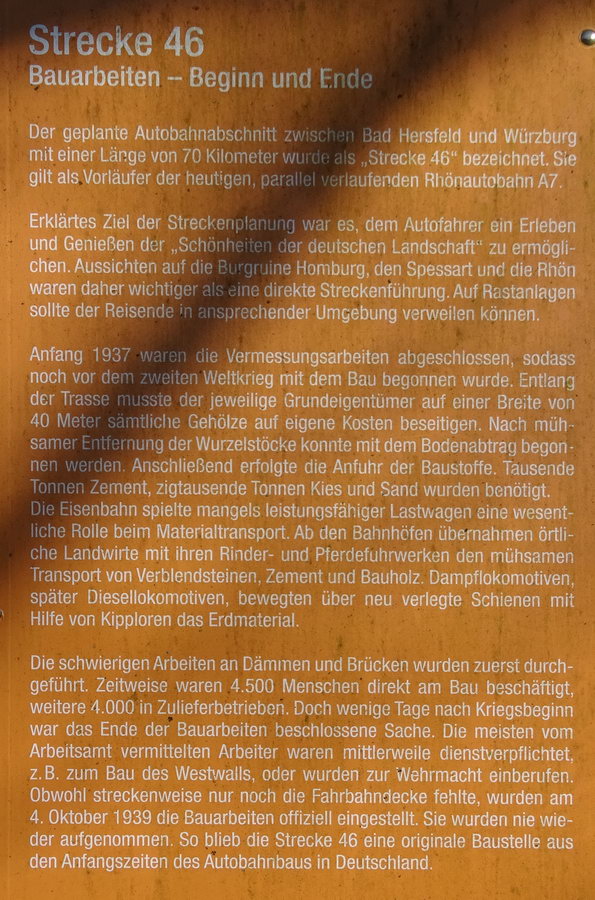 Strecke 46
Bauarbeiten – Beginn und Ende
Der geplante Autobahnabschnitt zwischen Bad Hersfeld und Würzburg
mit einer Länge von 70 Kilometer wurde als „Strecke 46“ bezeichnet. Sie
gilt als Vorläufer der heutigen, parallel verlaufenden Rhönautobahn A7.
Erklärtes Ziel der Streckenplanung war es, dem Autofahrer ein Erleben
und Genießen der „Schönheiten der deutschen Landschaft“ zu ermögli-
chen. Aussichten auf die Burgruine Homburg, den Spessart und die Rhön
waren daher wichtiger als eine direkte Streckenführung. Auf Rastanlagen
sollte der Reisende in ansprechender Umgebung verweilen können.
Anfang 1937 waren die Vermessungsarbeiten abgeschlossen, sodass
noch vor dem zweiten Weltkrieg mit dem Bau begonnen wurde. Entlang
der Trasse musste der jeweilige Grundeigentümer auf einer Breite von
40 Meter sämtliche Gehölze auf eigene Kosten beseitigen. Nach müh-
samer Entfernung der Wurzelstöcke konnte mit dem Bodenabtrag begon-
nen werden. Anschließend erfolgte die Anfuhr der Baustoffe. Tausende
Tonnen Zement, zigtausende Tonnen Kies und Sand wurden benötigt.
Die Eisenbahn spielte mangels leistungsfähiger Lastwagen eine wesent-
liche Rolle beim Materialtransport. Ab den Bahnhöfen übernahmen örtli-
che Landwirte mit ihren Rinder- und Pferdefuhrwerken den mühsamen
Transport von Verblendsteinen, Zement und Bauholz. Dampflokomotiven,
später Diesellokomotiven, bewegten über neu verlegte Schienen mit
Hilfe von Kipploren das Erdmaterial.
Die schwierigen Arbeiten an Dämmen und Brücken wurden zuerst durch-
geführt. Zeitweise waren 4.500 Menschen direkt am Bau beschäftigt,
weitere 4.000 in Zulieferbetrieben. Doch wenige Tage nach Kriegsbeginn
war das Ende der Bauarbeiten beschlossene Sache. Die meisten vom
Arbeitsamt vermittelten Arbeiter waren mittlerweile dienstverpflichtet,
z. B. zum Bau des Westwalls, oder wurden zur Wehrmacht einberufen.
Obwohl streckenweise nur noch die Fahrbahndecke fehlte, wurden am
4. Oktober 1939 die Bauarbeiten offiziell eingestellt. Sie wurden nie wie-
der aufgenommen. So blieb die Strecke 46 eine originale Baustelle aus
den Anfangszeiten des Autobahnbaus in Deutschland.